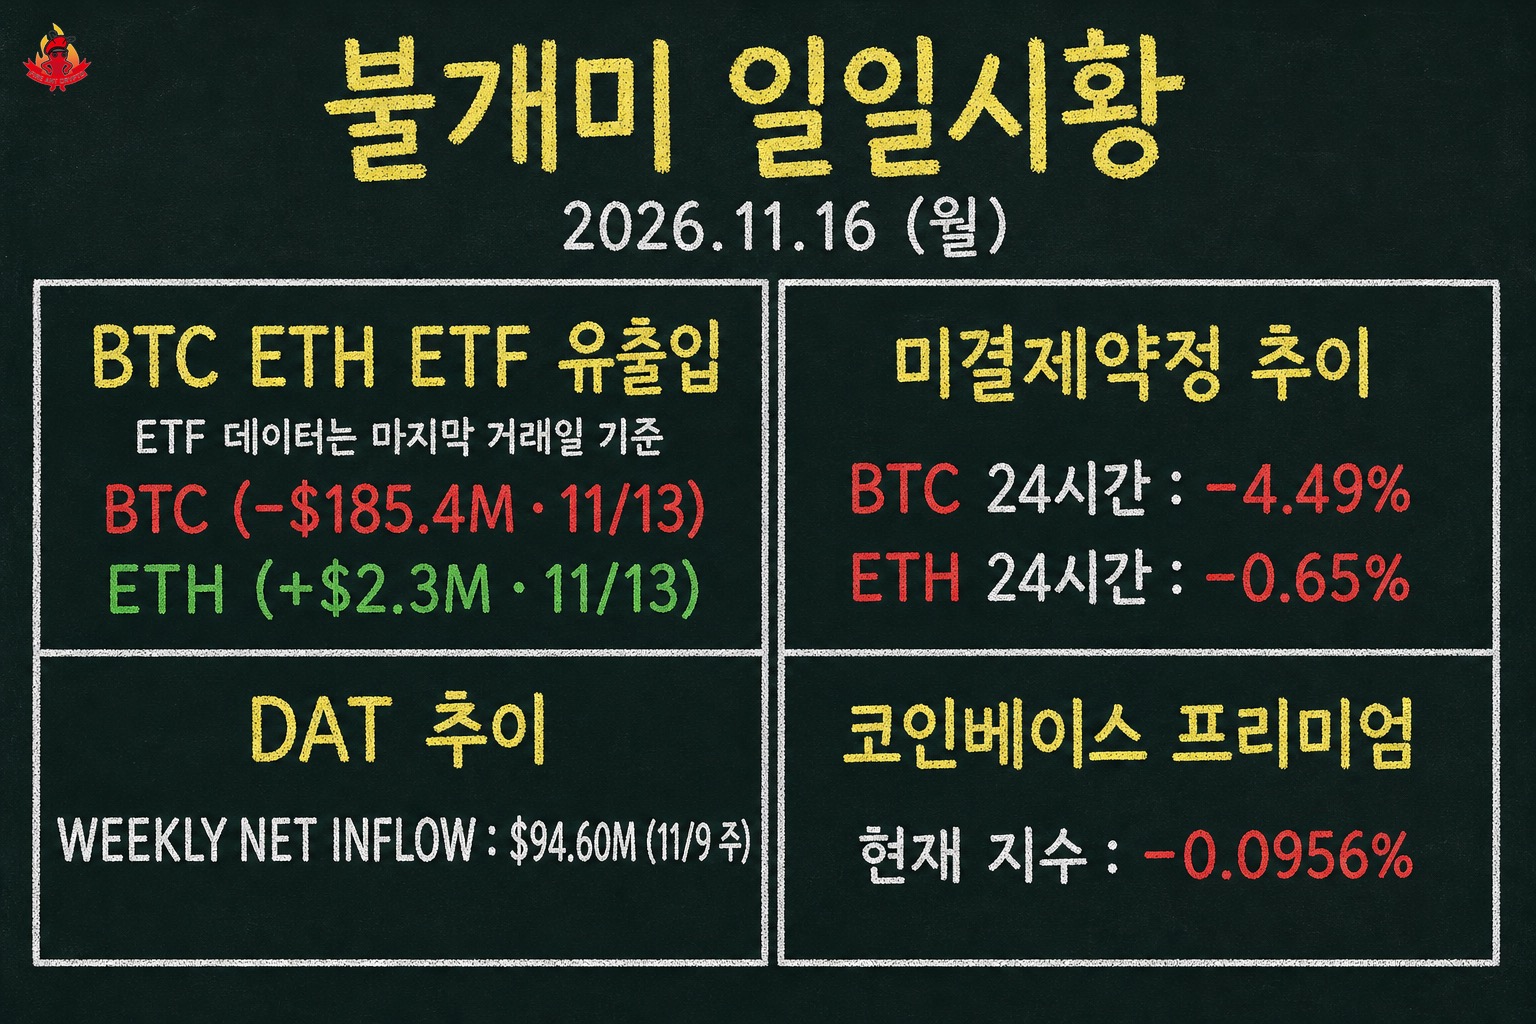 불개미 일일시황
2026.11.16 (월)
BTC ETH ETF 유출입
ETF 데이터는 마지막 거래일 기준
BTC (-$185.4M · 11/13)
ETH (+$2.3M · 11/13)
미결제약정 추이
BTC 24시간 : -4.49%
ETH 24시간 : -0.65%
DAT 추이
WEEKLY NET INFLOW : $94.60M (11/9 주)
코인베이스 프리미엄
현재 지수 : -0.0956%